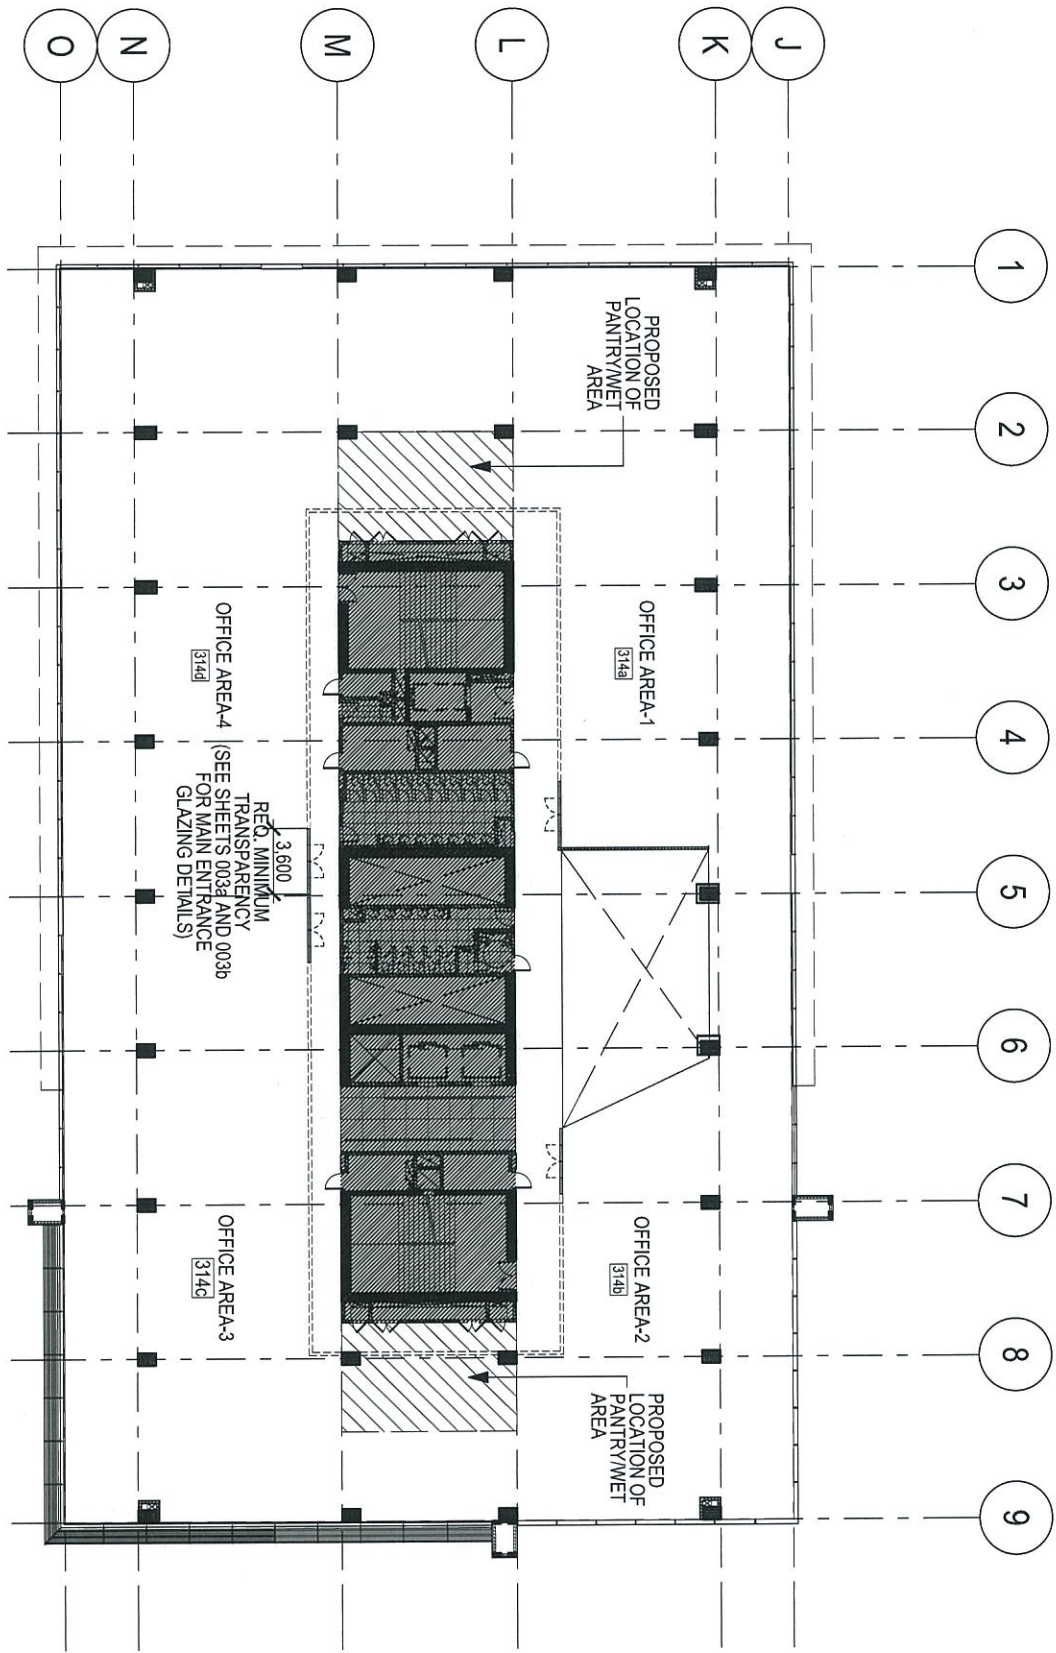 O
N
M
L
K
J
1
2
3
4
5
6
7
8
9
PROPOSED
LOCATION OF
PANTRY/WET
AREA
OFFICE AREA-1
314a
OFFICE AREA-2
314b
PROPOSED
LOCATION OF
PANTRY/WET
AREA
OFFICE AREA-4
314d
3,600
REQ. MINIMUM
TRANSPARENCY
(SEE SHEETS 003a AND 003b
FOR MAIN ENTRANCE
GLAZING DETAILS)
OFFICE AREA-3
314c